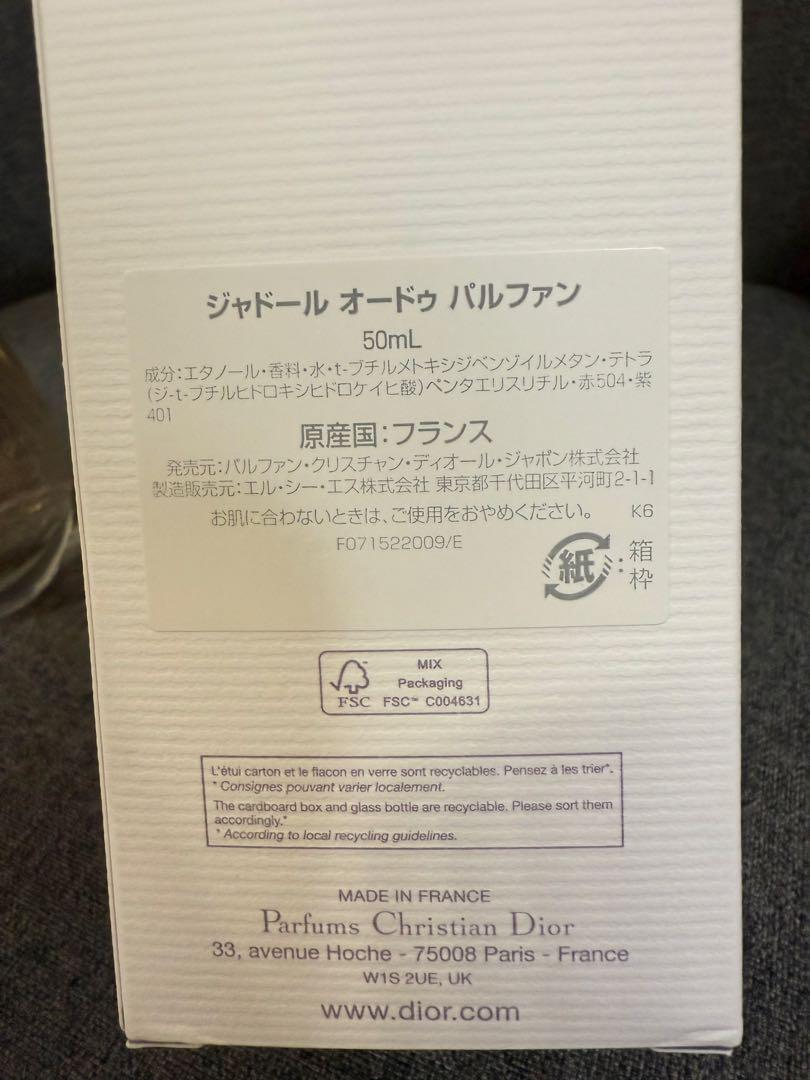 ジャドール オードゥ パルファン
50mL
成分:エタノール・香料・水・t-ブチルメトキシジベンゾイルメタン・テトラ
(ジ-t-ブチルヒドロキシヒドロケイヒ酸)ペンタエリスリチル・赤504・紫
401
原産国:フランス
発売元:パルファン・クリスチャン・ディオール・ジャポン株式会社
製造販売元:エル・シー・エス株式会社 東京都千代田区平河町2-1-1
お肌に合わないときは、ご使用をおやめください。 K6
F071522009/E
紙:箱
枠
MIX
Packaging
FSC FSC™ C004631
L'étui carton et le flacon en verre sont recyclables. Pensez à les trier*.
* Consignes pouvant varier localement.
The cardboard box and glass bottle are recyclable. Please sort them
accordingly.*
* According to local recycling guidelines.
MADE IN FRANCE
Parfums Christian Dior
33, avenue Hoche - 75008 Paris - France
W1S 2UE, UK
www.dior.com